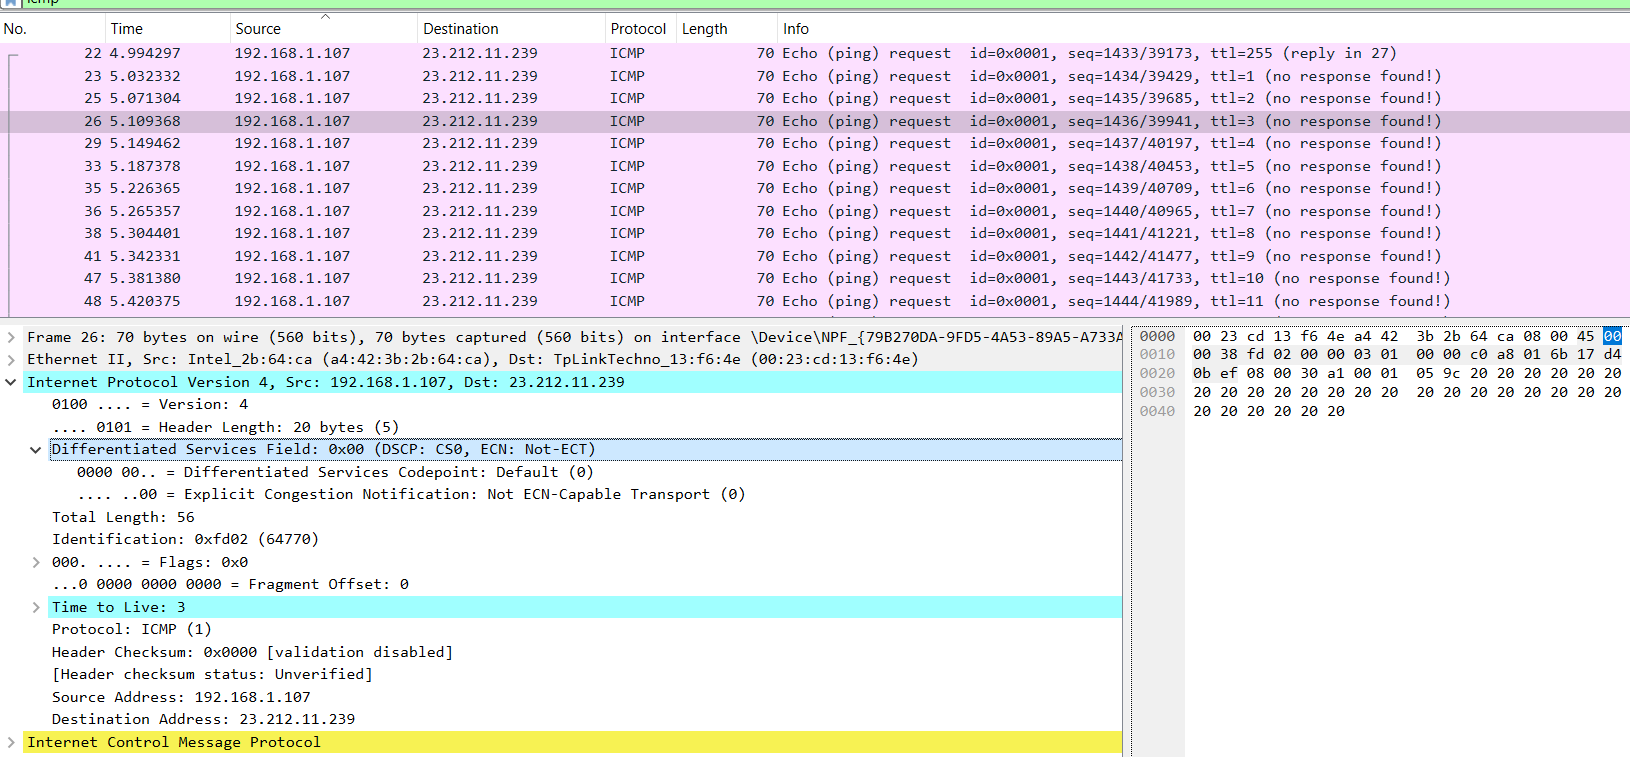 No. Time Source Destination Protocol Length Info
22 4.994297 192.168.1.107 23.212.11.239 ICMP 70 Echo (ping) request id=0x0001, seq=1433/39173, ttl=255 (reply in 27)
23 5.032332 192.168.1.107 23.212.11.239 ICMP 70 Echo (ping) request id=0x0001, seq=1434/39429, ttl=1 (no response found!)
25 5.071304 192.168.1.107 23.212.11.239 ICMP 70 Echo (ping) request id=0x0001, seq=1435/39685, ttl=2 (no response found!)
26 5.109368 192.168.1.107 23.212.11.239 ICMP 70 Echo (ping) request id=0x0001, seq=1436/39941, ttl=3 (no response found!)
29 5.149462 192.168.1.107 23.212.11.239 ICMP 70 Echo (ping) request id=0x0001, seq=1437/40197, ttl=4 (no response found!)
33 5.187378 192.168.1.107 23.212.11.239 ICMP 70 Echo (ping) request id=0x0001, seq=1438/40453, ttl=5 (no response found!)
35 5.226365 192.168.1.107 23.212.11.239 ICMP 70 Echo (ping) request id=0x0001, seq=1439/40709, ttl=6 (no response found!)
36 5.265357 192.168.1.107 23.212.11.239 ICMP 70 Echo (ping) request id=0x0001, seq=1440/40965, ttl=7 (no response found!)
38 5.304401 192.168.1.107 23.212.11.239 ICMP 70 Echo (ping) request id=0x0001, seq=1441/41221, ttl=8 (no response found!)
41 5.342331 192.168.1.107 23.212.11.239 ICMP 70 Echo (ping) request id=0x0001, seq=1442/41477, ttl=9 (no response found!)
47 5.381380 192.168.1.107 23.212.11.239 ICMP 70 Echo (ping) request id=0x0001, seq=1443/41733, ttl=10 (no response found!)
48 5.420375 192.168.1.107 23.212.11.239 ICMP 70 Echo (ping) request id=0x0001, seq=1444/41989, ttl=11 (no response found!)
Frame 26: 70 bytes on wire (560 bits), 70 bytes captured (560 bits) on interface \Device\NPF_{79B270DA-9FD5-4A53-89A5-A733A
Ethernet II, Src: Intel_2b:64:ca (a4:42:3b:2b:64:ca), Dst: TpLinkTechno_13:f6:4e (00:23:cd:13:f6:4e)
Internet Protocol Version 4, Src: 192.168.1.107, Dst: 23.212.11.239
0100 .... = Version: 4
.... 0101 = Header Length: 20 bytes (5)
Differentiated Services Field: 0x00 (DSCP: CS0, ECN: Not-ECT)
0000 00.. = Differentiated Services Codepoint: Default (0)
.... ..00 = Explicit Congestion Notification: Not ECN-Capable Transport (0)
Total Length: 56
Identification: 0xfd02 (64770)
000. .... = Flags: 0x0
...0 0000 0000 0000 = Fragment Offset: 0
Time to Live: 3
Protocol: ICMP (1)
Header Checksum: 0x0000 [validation disabled]
[Header checksum status: Unverified]
Source Address: 192.168.1.107
Destination Address: 23.212.11.239
Internet Control Message Protocol
0000 00 23 cd 13 f6 4e a4 42 3b 2b 64 ca 08 00 45 00
0010 00 38 fd 02 00 00 03 01 00 00 c0 a8 01 6b 17 d4
0020 0b ef 08 00 30 a1 00 01 05 9c 20 20 20 20 20 20
0030 20 20 20 20 20 20 20 20 20 20 20 20 20 20 20 20
0040 20 20 20 20 20 20